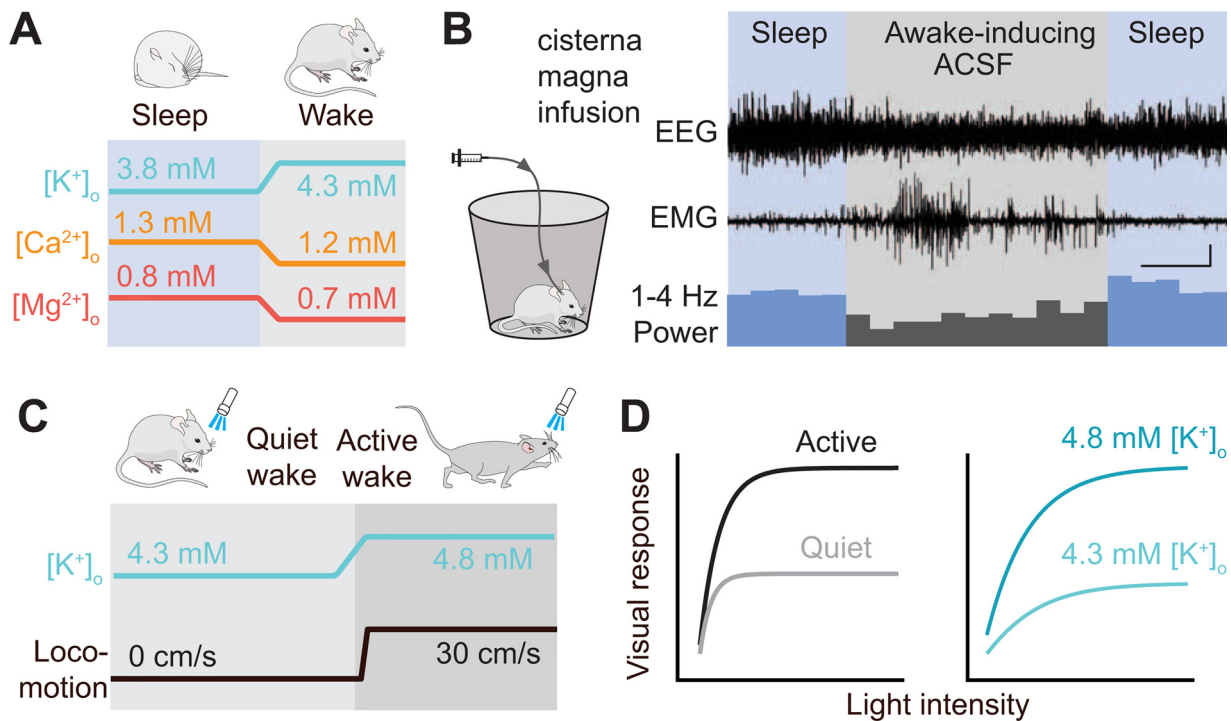 A
Sleep
Wake
[K⁺]ₒ
3.8 mM
4.3 mM
[Ca²⁺]ₒ
1.3 mM
1.2 mM
[Mg²⁺]ₒ
0.8 mM
0.7 mM
B
cisterna
magna
infusion
Sleep
Awake-inducing
ACSF
Sleep
EEG
EMG
1-4 Hz
Power
C
Quiet
wake
Active
wake
[K⁺]ₒ
4.3 mM
4.8 mM
Loco-
motion
0 cm/s
30 cm/s
D
Visual response
Active
Quiet
4.8 mM [K⁺]ₒ
4.3 mM [K⁺]ₒ
Light intensity